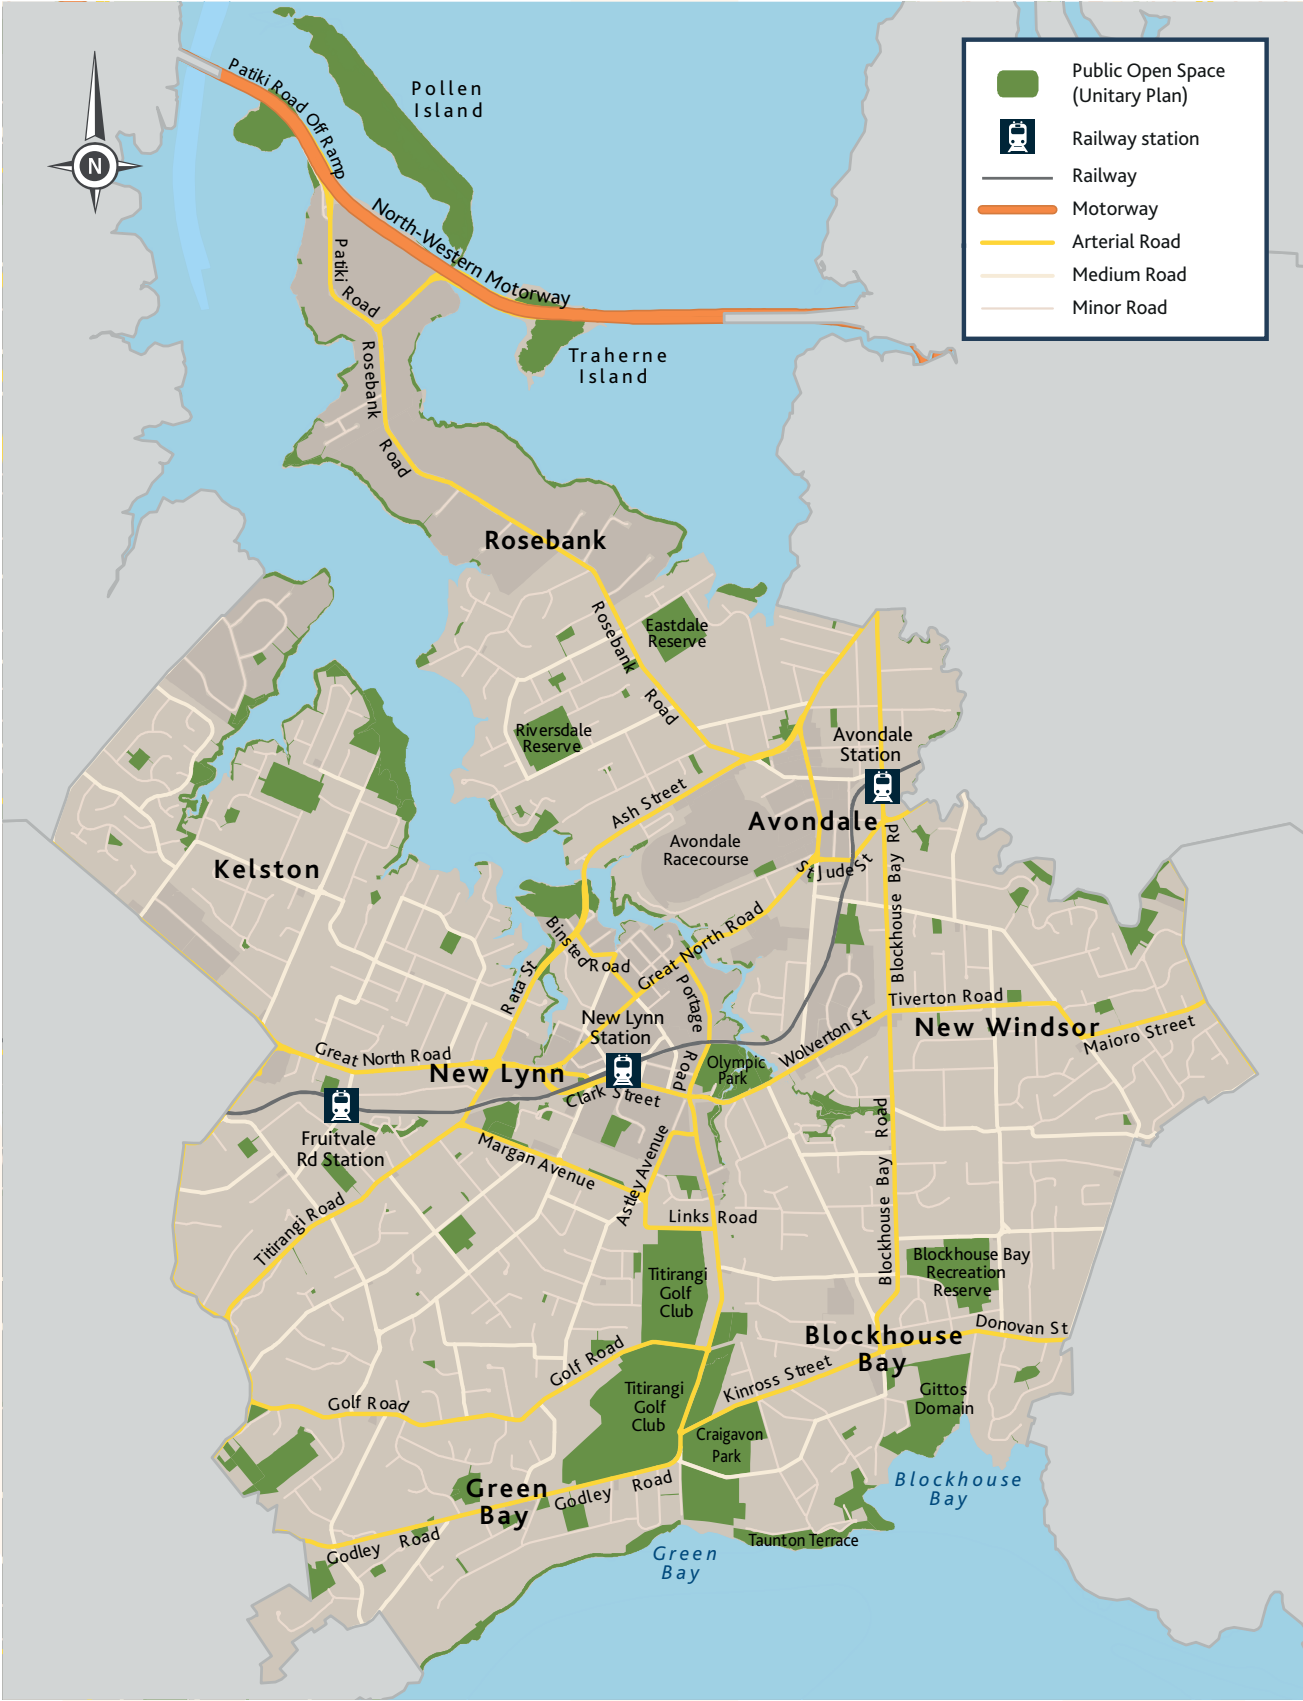 Pollen
Island
Patiki Road Off Ramp
N
Public Open Space
(Unitary Plan)
Railway station
Railway
Motorway
Arterial Road
Medium Road
Minor Road
North-Western Motorway
Patiki
Road
Traherne
Island
Rosebank
Road
Rosebank
Rosebank
Road
Eastdale
Reserve
Riversdale
Reserve
Avondale
Station
Ash Street
Avondale
Avondale
Racecourse
St Jude St
Blockhouse Bay Rd
Kelston
Binsted
Road
Great North Road
Rata St
Portage
Road
Tiverton Road
New Windsor
Maioro Street
New Lynn
Station
Wolverton St
Great North Road
New Lynn
Olympic
Park
Clark Street
Fruitvale
Rd Station
Margan Avenue
Astley Avenue
Blockhouse Bay Road
Titirangi Road
Links Road
Blockhouse Bay
Recreation
Reserve
Titirangi
Golf
Club
Donovan St
Blockhouse
Bay
Golf Road
Kinross Street
Titirangi
Golf
Club
Gittos
Domain
Golf Road
Craigavon
Park
Blockhouse
Bay
Green
Bay
Godley Road
Godley Road
Taunton Terrace
Green
Bay